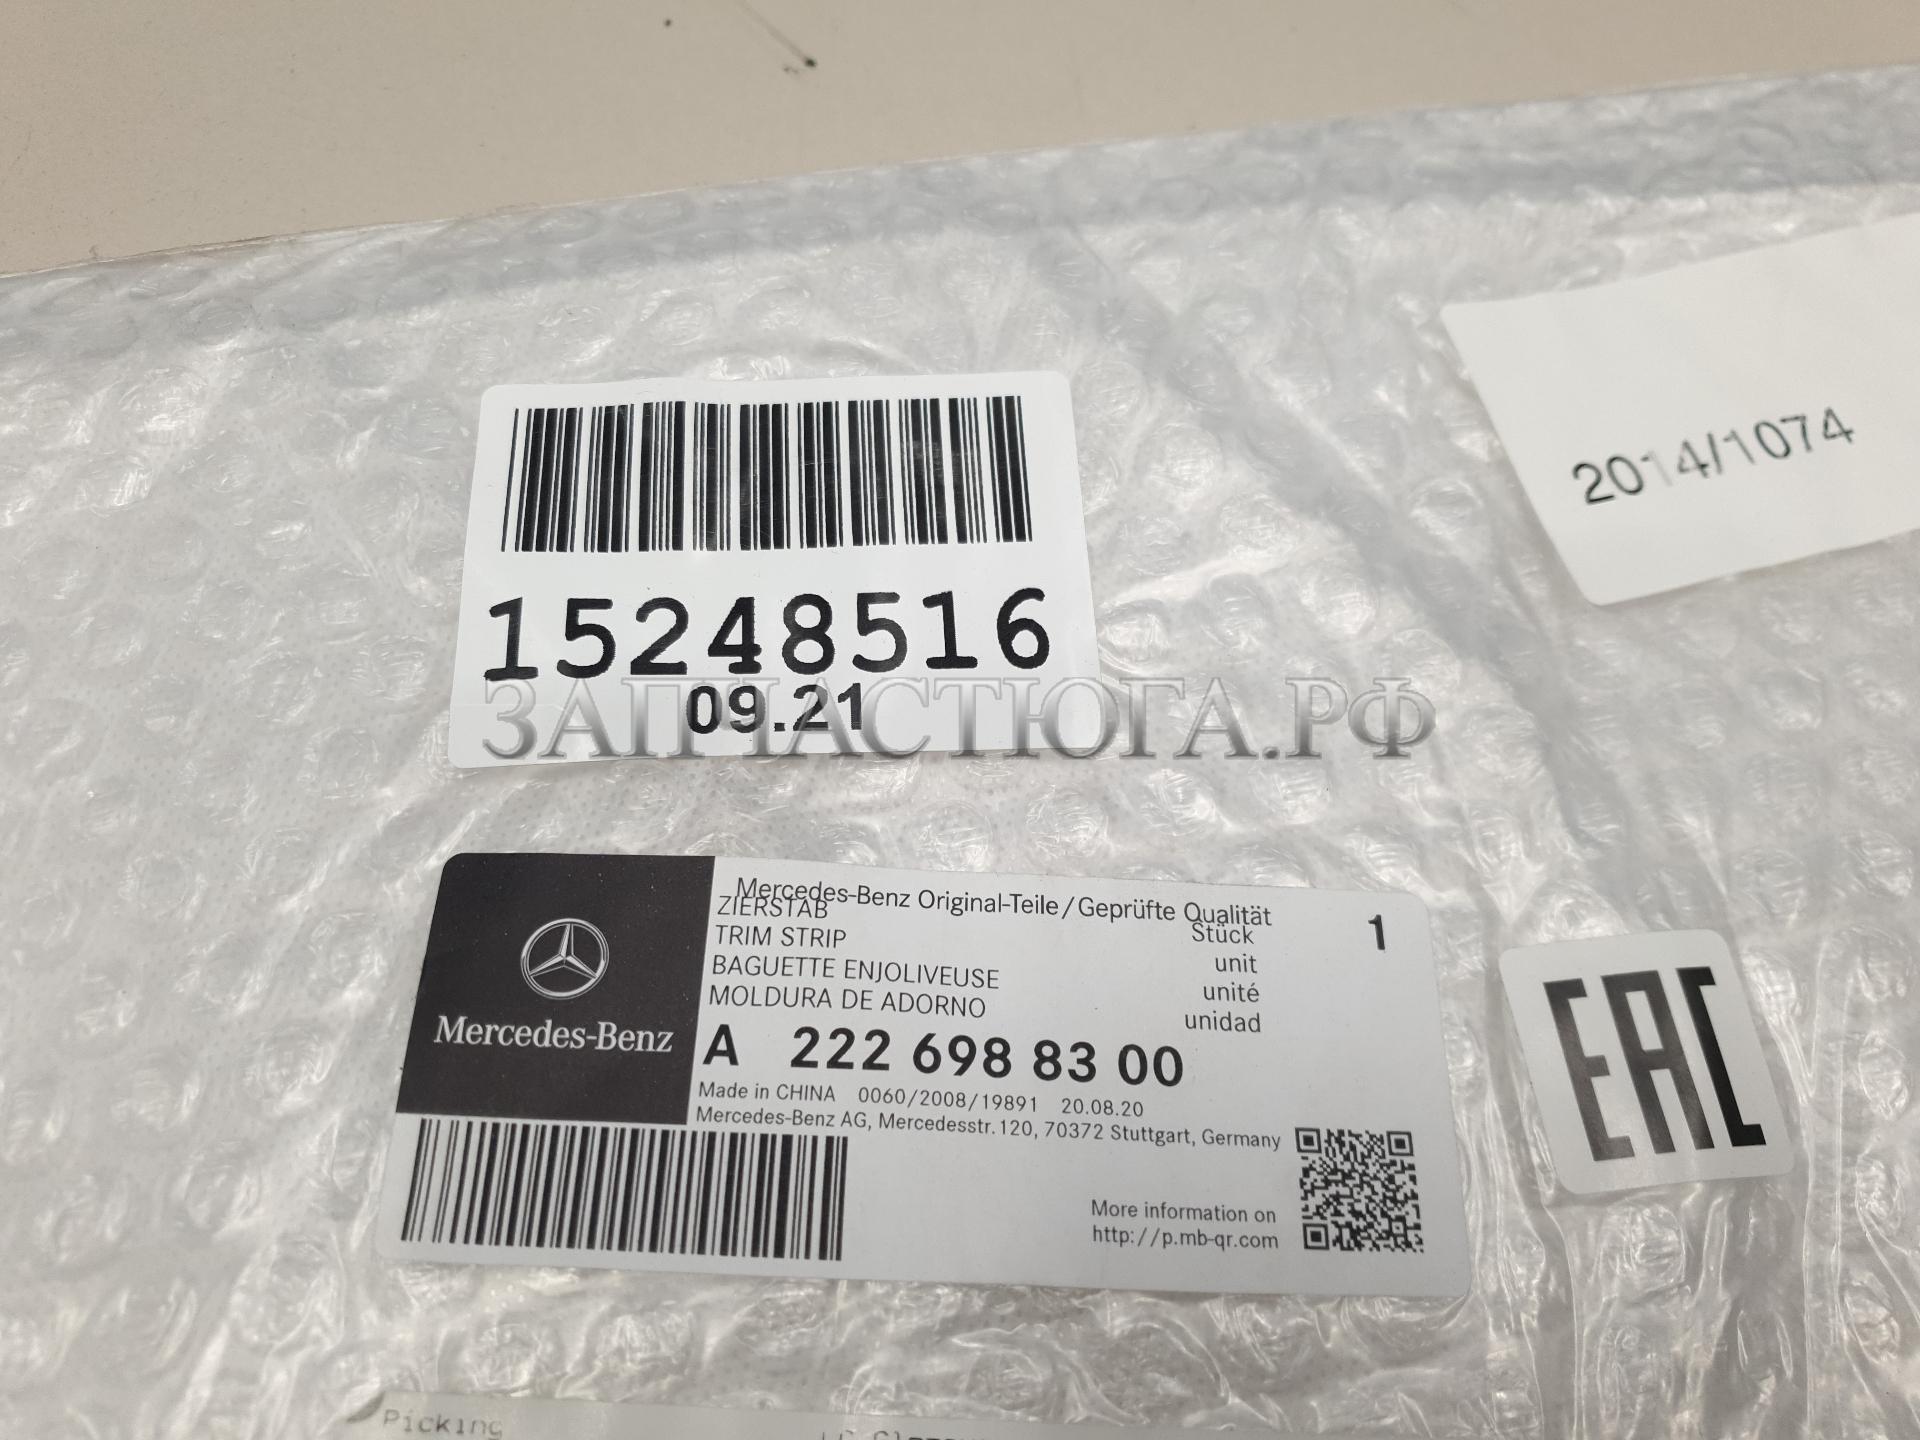 2014/1074
15248516
09.21
ЗАПЧАСТЮГА.РФ
Mercedes-Benz Original-Teile/Geprüfte Qualität
ZIERSTAB Stück 1
TRIM STRIP unit
BAGUETTE ENJOLIVEUSE unité
MOLDURA DE ADORNO unidad
Mercedes-Benz
A 222 698 83 00
Made in CHINA 0060/2008/19891 20.08.20
Mercedes-Benz AG, Mercedesstr. 120, 70372 Stuttgart, Germany
More information on
http://p.mb-qr.com
EAC
Picking